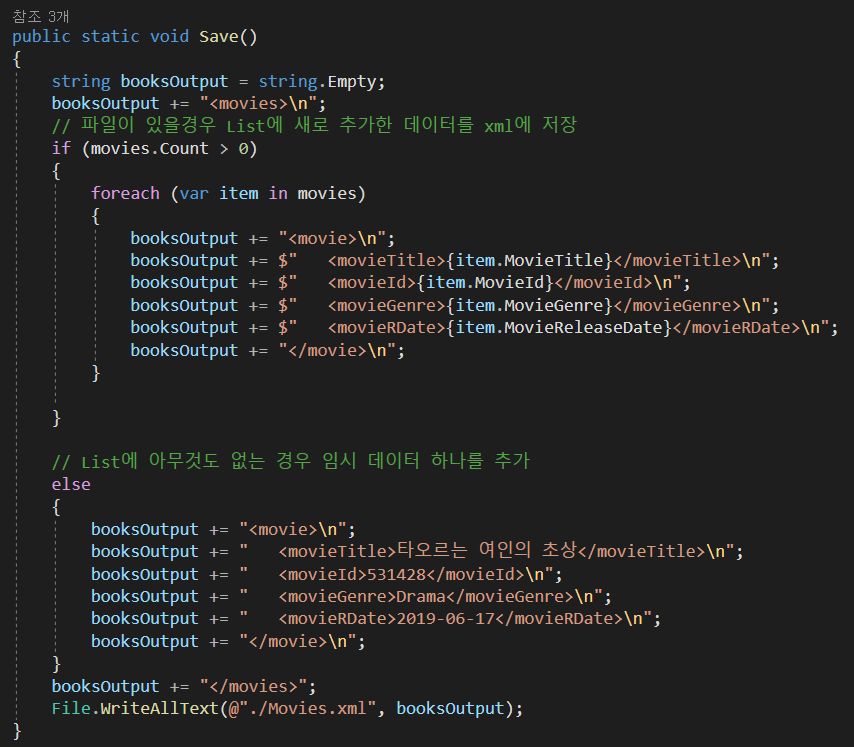 참조 3개
public static void Save()
{
    string booksOutput = string.Empty;
    booksOutput += "<movies>\n";
    // 파일이 있을경우 List에 새로 추가한 데이터를 xml에 저장
    if (movies.Count > 0)
    {
        foreach (var item in movies)
        {
            booksOutput += "<movie>\n";
            booksOutput += $"   <movieTitle>{item.MovieTitle}</movieTitle>\n";
            booksOutput += $"   <movieId>{item.MovieId}</movieId>\n";
            booksOutput += $"   <movieGenre>{item.MovieGenre}</movieGenre>\n";
            booksOutput += $"   <movieRDate>{item.MovieReleaseDate}</movieRDate>\n";
            booksOutput += "</movie>\n";
        }

    }

    // List에 아무것도 없는 경우 임시 데이터 하나를 추가
    else
    {
        booksOutput += "<movie>\n";
        booksOutput += "   <movieTitle>타오르는 여인의 초상</movieTitle>\n";
        booksOutput += "   <movieId>531428</movieId>\n";
        booksOutput += "   <movieGenre>Drama</movieGenre>\n";
        booksOutput += "   <movieRDate>2019-06-17</movieRDate>\n";
        booksOutput += "</movie>\n";
    }
    booksOutput += "</movies>";
    File.WriteAllText(@"./Movies.xml", booksOutput);
}